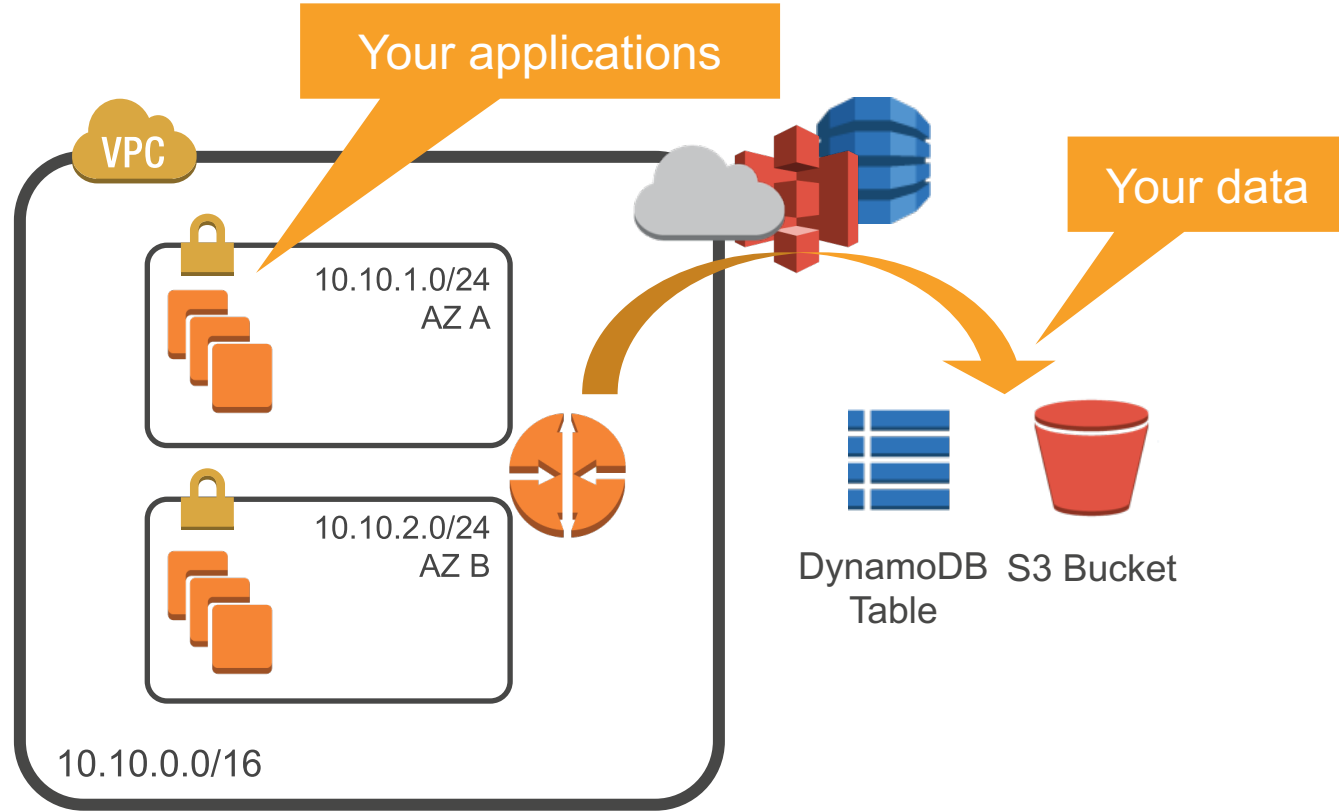 Your applications
VPC
Your data
10.10.1.0/24
AZ A
10.10.2.0/24
AZ B
DynamoDB
Table
S3 Bucket
10.10.0.0/16